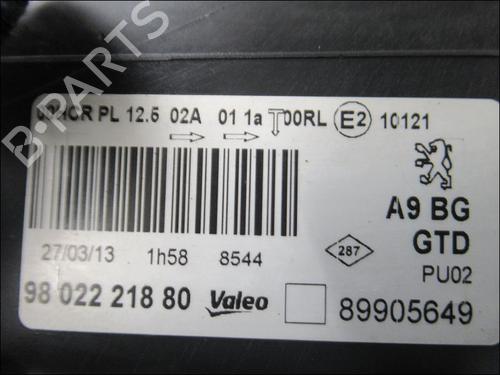 HCR PL 12.5 02A 01 1a 00RL E2 10121
A9 BG
GTD
287
27/03/13 1h58 8544
PU02
98 022 218 80 Valeo 89905649
B-PARTS